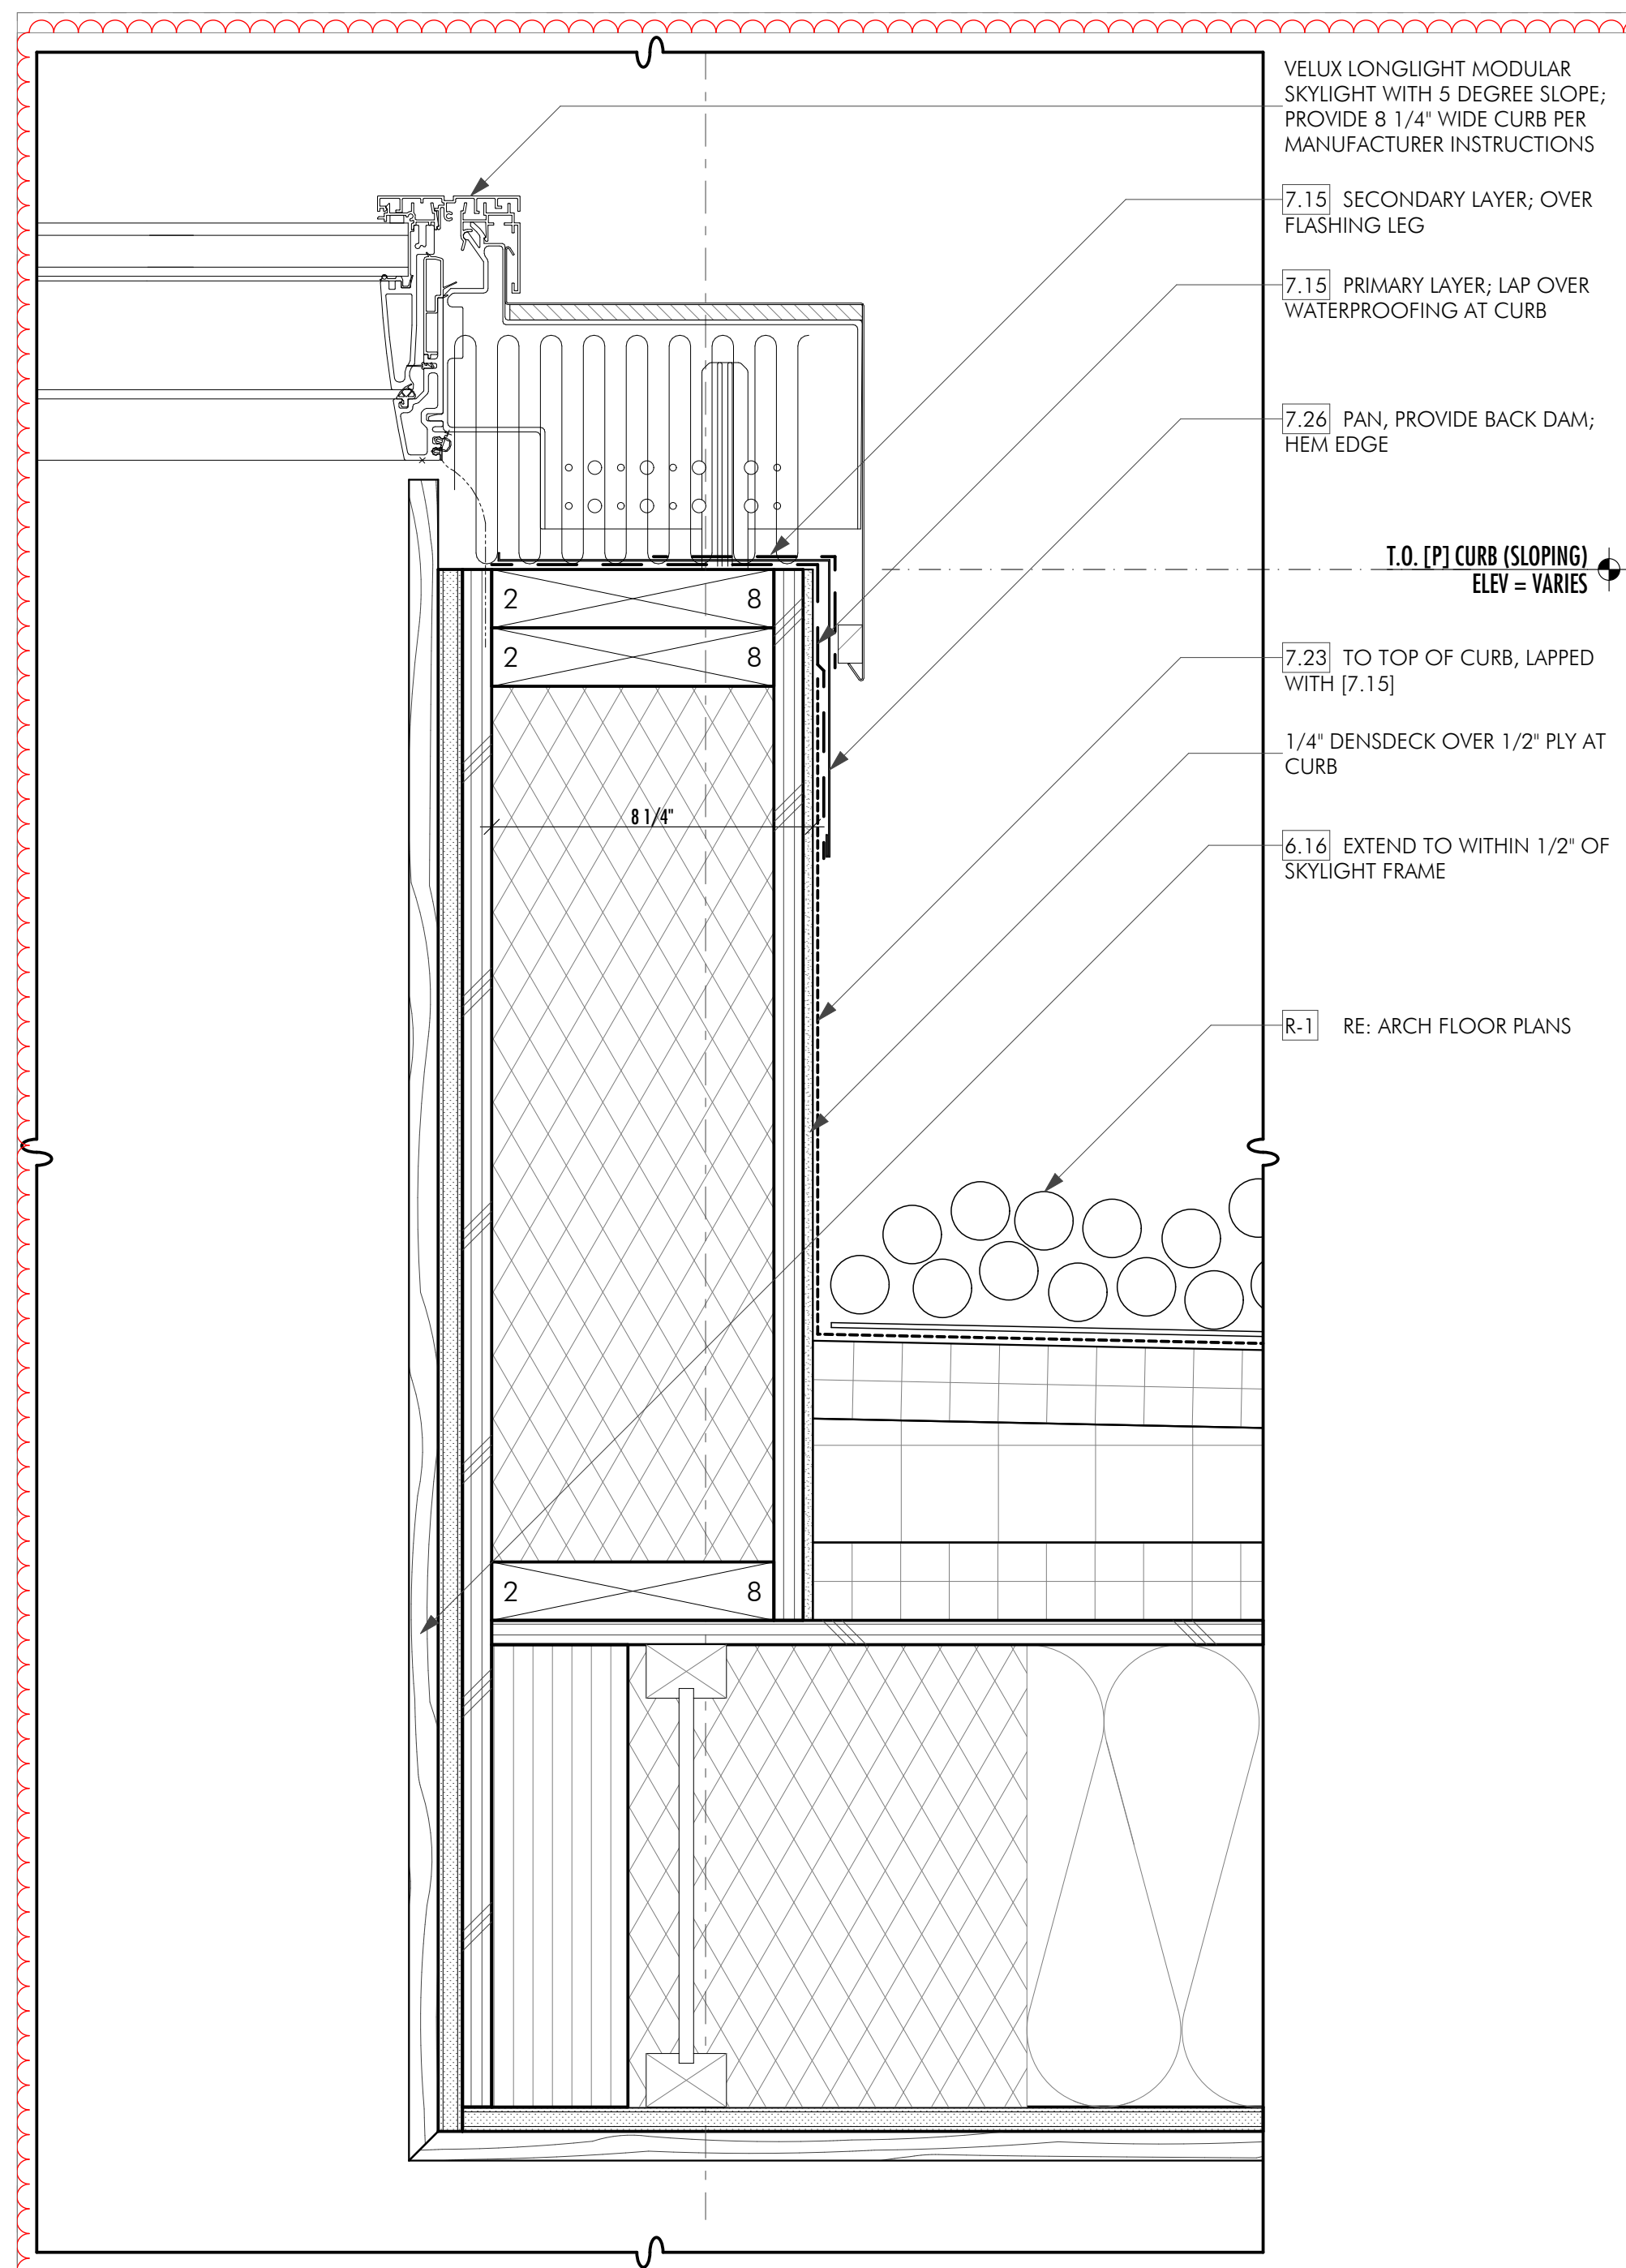 VELUX LONGLIGHT MODULAR
SKYLIGHT WITH 5 DEGREE SLOPE;
PROVIDE 8 1/4" WIDE CURB PER
MANUFACTURER INSTRUCTIONS
7.15 SECONDARY LAYER; OVER
FLASHING LEG
7.15 PRIMARY LAYER; LAP OVER
WATERPROOFING AT CURB
7.26 PAN, PROVIDE BACK DAM;
HEM EDGE
T.O. [P] CURB (SLOPING)
ELEV = VARIES
2 8
2 8
7.23 TO TOP OF CURB, LAPPED
WITH [7.15]
1/4" DENSDECK OVER 1/2" PLY AT
CURB
8 1/4"
6.16 EXTEND TO WITHIN 1/2" OF
SKYLIGHT FRAME
R-1 RE: ARCH FLOOR PLANS
2 8